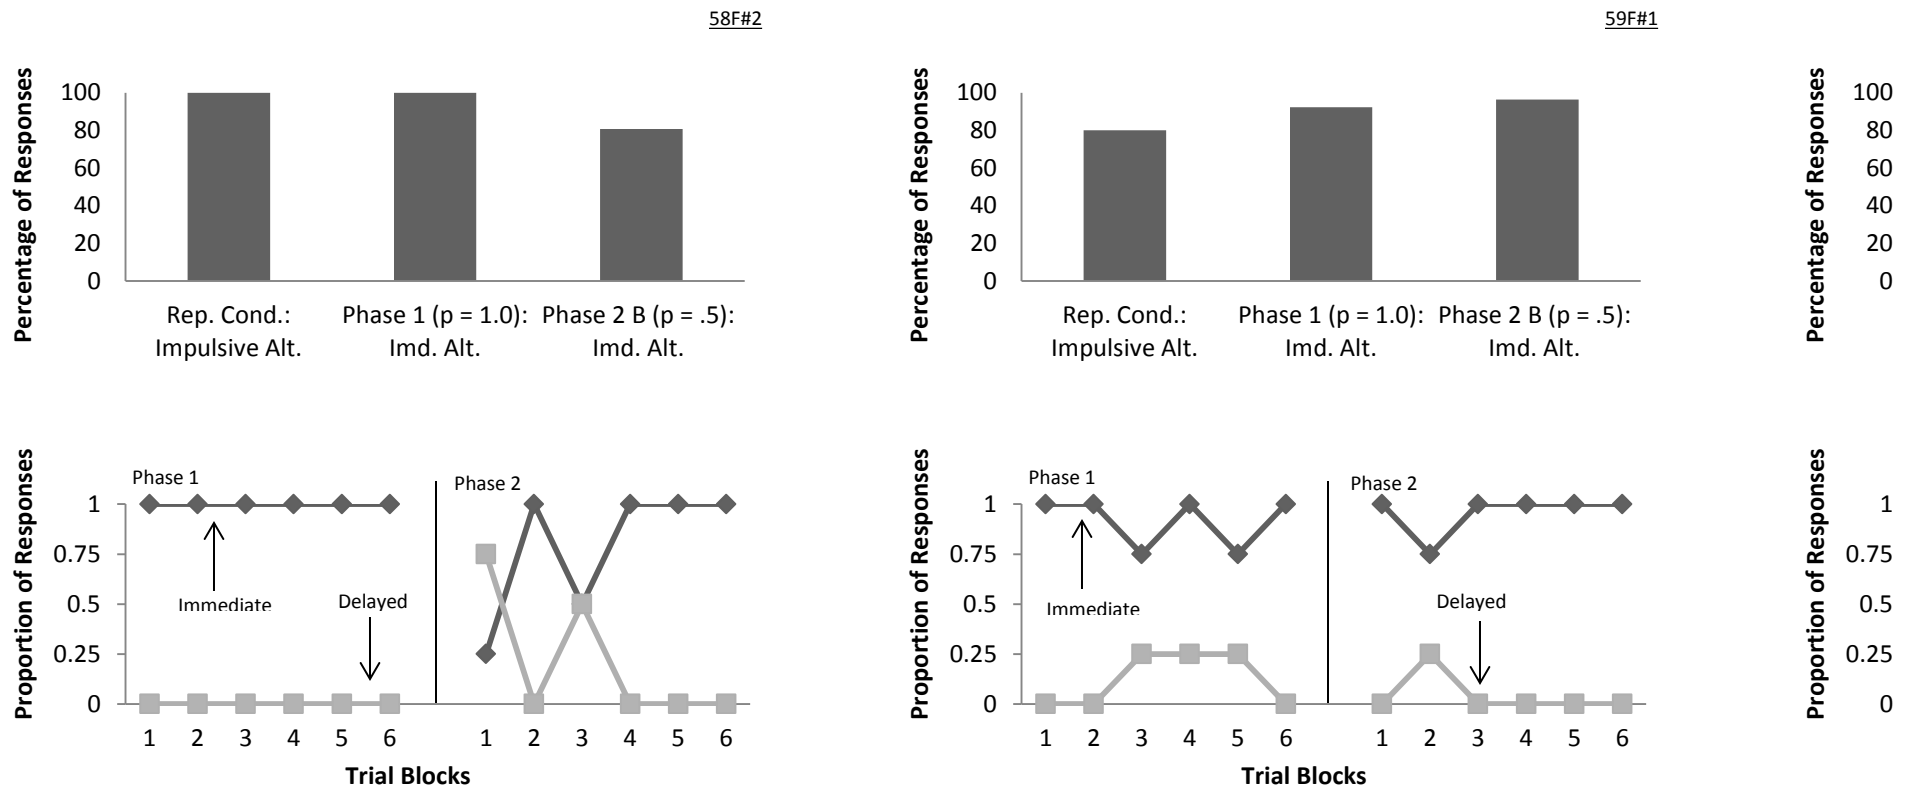 58F#2
Percentage of Responses
100
80
60
40
20
0
Rep. Cond.:
Impulsive Alt.
Phase 1 (p = 1.0):
Imd. Alt.
Phase 2 B (p = .5):
Imd. Alt.
59F#1
Percentage of Responses
100
80
60
40
20
0
Rep. Cond.:
Impulsive Alt.
Phase 1 (p = 1.0):
Imd. Alt.
Phase 2 B (p = .5):
Imd. Alt.
Percentage of Responses
100
80
60
40
20
0
Proportion of Responses
1
0.75
0.5
0.25
0
Phase 1
Immediate
Delayed
Phase 2
1 2 3 4 5 6 1 2 3 4 5 6
Trial Blocks
Proportion of Responses
1
0.75
0.5
0.25
0
Phase 1
Immediate
Phase 2
Delayed
1 2 3 4 5 6 1 2 3 4 5 6
Trial Blocks
Proportion of Responses
1
0.75
0.5
0.25
0